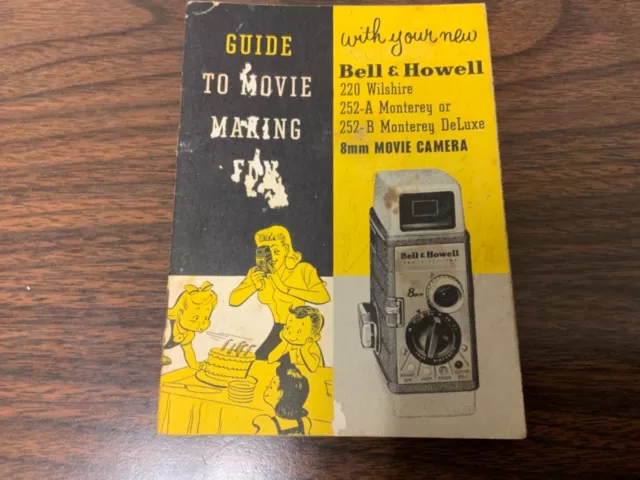 GUIDE
TO MOVIE
MAKING
FUN
with your new
Bell & Howell
220 Wilshire
252-A Monterey or
252-B Monterey DeLuxe
8mm MOVIE CAMERA
Bell & Howell
8mm